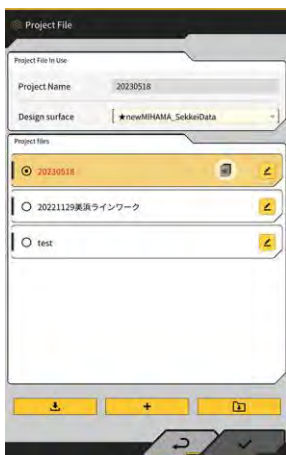 Project File
Project File In Use
Project Name 20230518
Design surface ★newMIHAMA_SekkeiData
Project files
20230518
20221129美浜ラインワーク
test